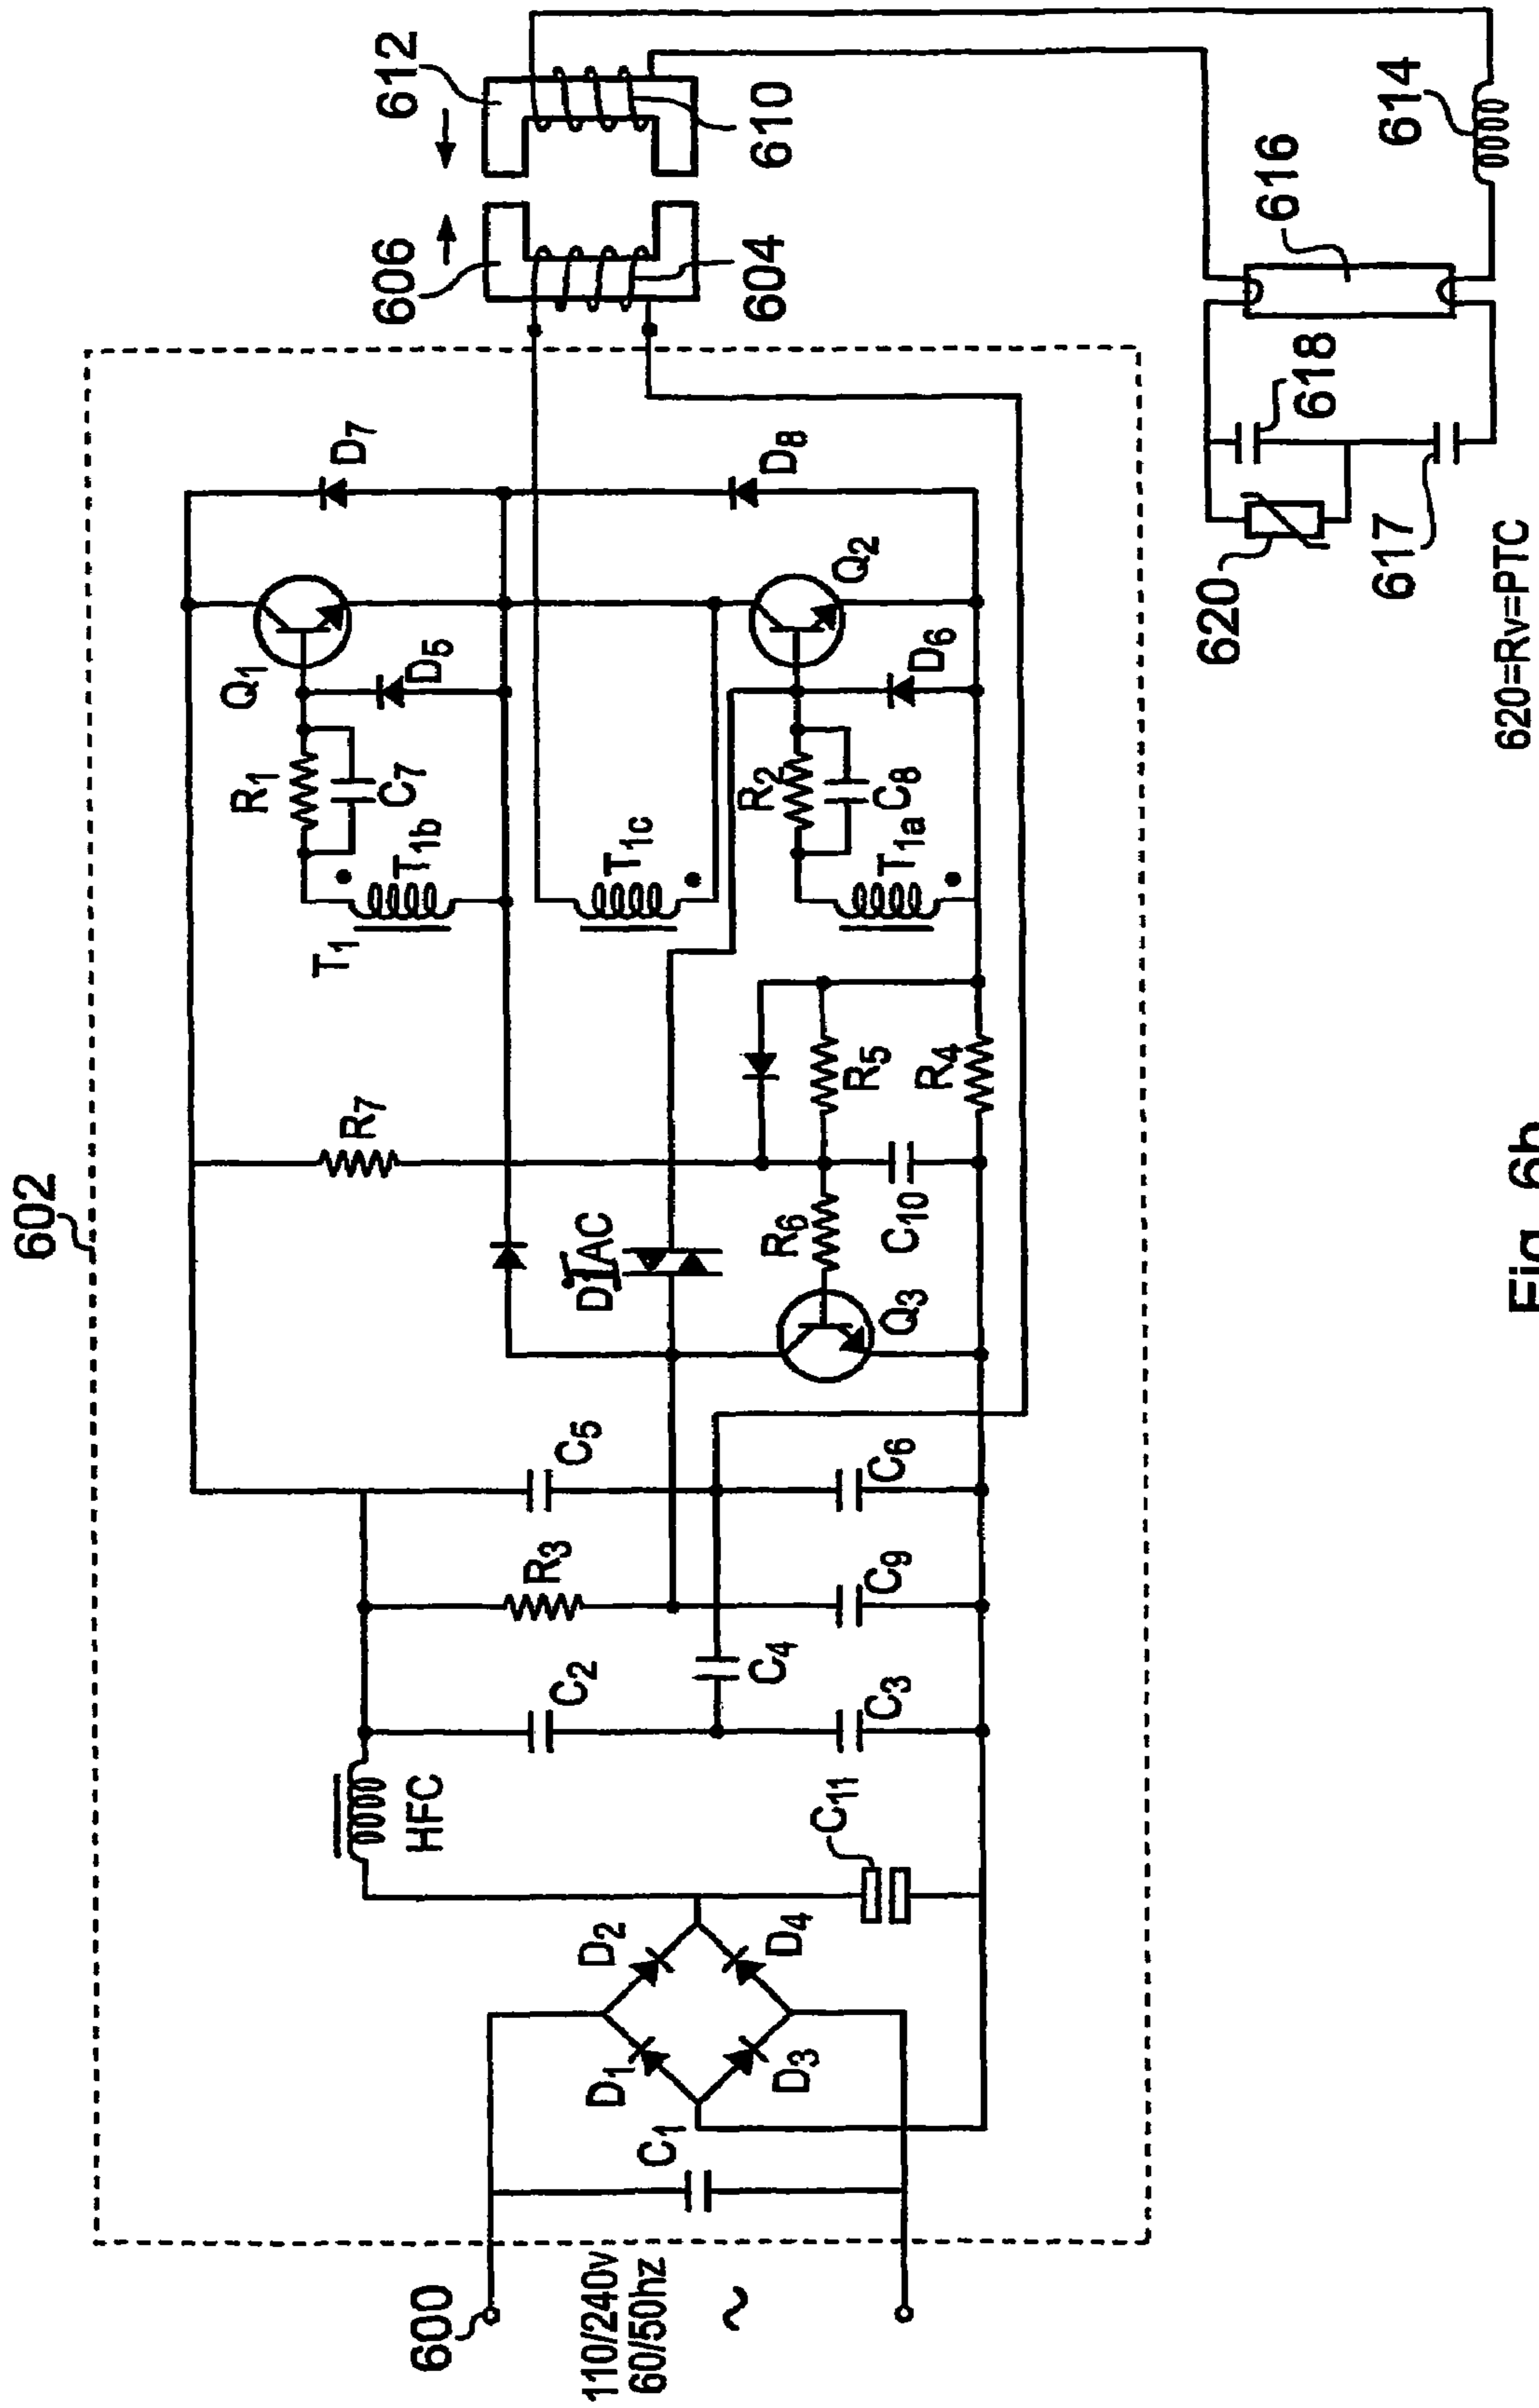 602
600
110/240v
60/50hz
~
C1
D1
D2
D3
D4
C11
HFC
C2
C3
C4
R3
C9
C5
C6
DIAC
Q3
R6
C10
R7
R5
R4
T1
T1b
T1c
T1a
R1
C7
R2
C8
Q1
D5
Q2
D6
D7
D8
606
604
612
610
614
616
618
617
620
620=Rv=PTC
Fig. 6b